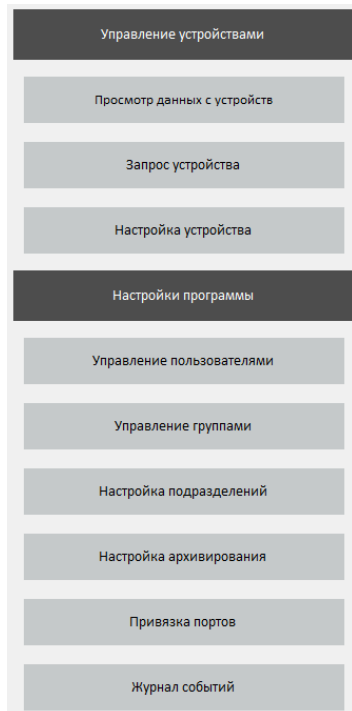 Управление устройствами
Просмотр данных с устройств
Запрос устройства
Настройка устройства
Настройки программы
Управление пользователями
Управление группами
Настройка подразделений
Настройка архивирования
Привязка портов
Журнал событий